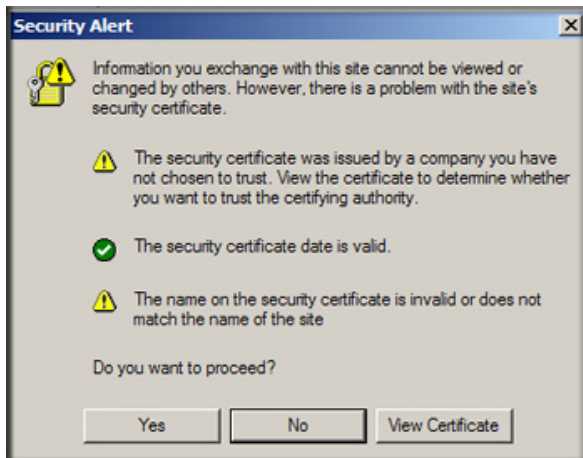 Security Alert
Information you exchange with this site cannot be viewed or
changed by others. However, there is a problem with the site's
security certificate.
The security certificate was issued by a company you have
not chosen to trust. View the certificate to determine whether
you want to trust the certifying authority.
The security certificate date is valid.
The name on the security certificate is invalid or does not
match the name of the site
Do you want to proceed?
Yes
No
View Certificate